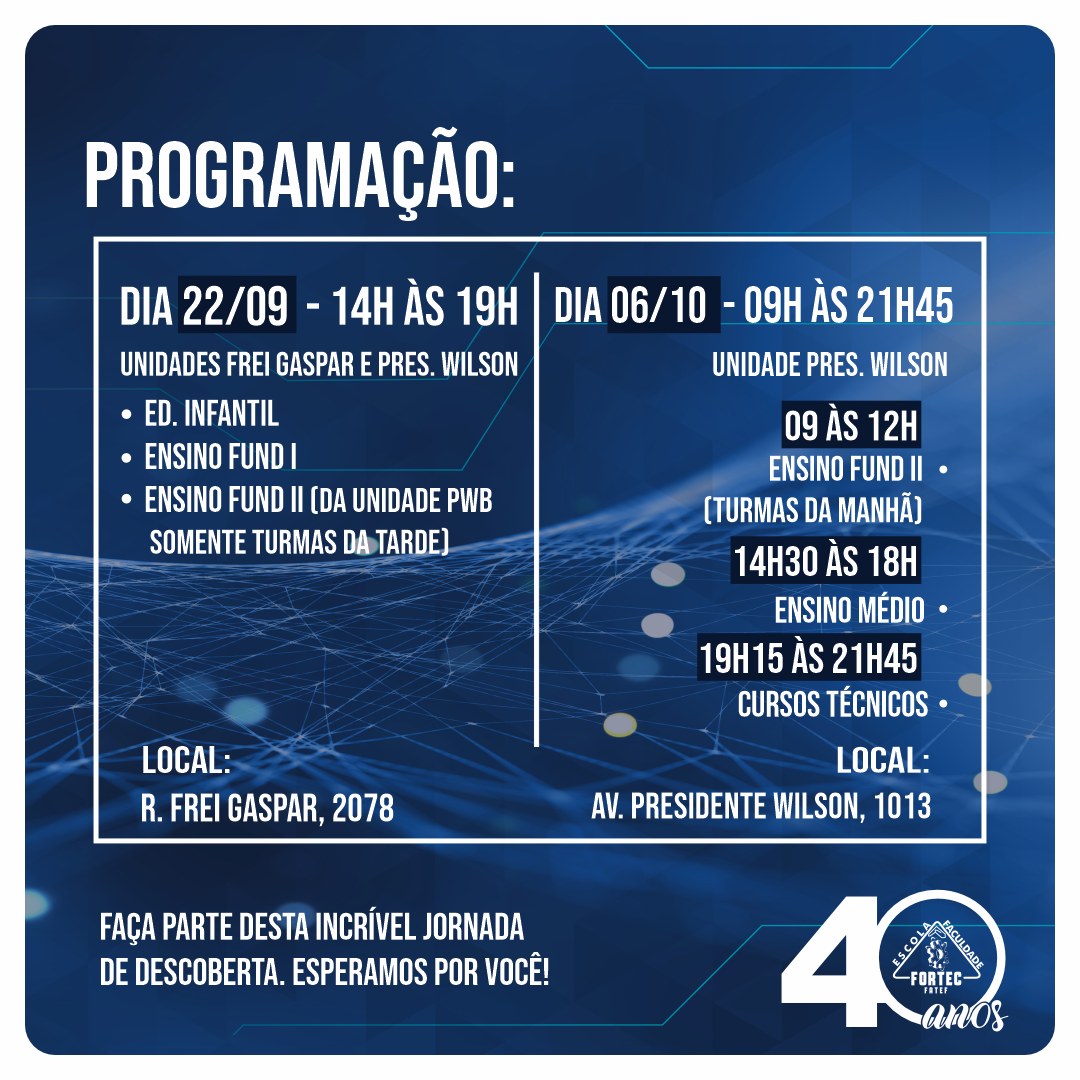 PROGRAMAÇÃO:
DIA 22/09 - 14H ÀS 19H
UNIDADES FREI GASPAR E PRES. WILSON
• ED. INFANTIL
• ENSINO FUND I
• ENSINO FUND II (DA UNIDADE PWB
SOMENTE TURMAS DA TARDE)
LOCAL:
R. FREI GASPAR, 2078
DIA 06/10 - 09H ÀS 21H45
UNIDADE PRES. WILSON
09 ÀS 12H
ENSINO FUND II •
(TURMAS DA MANHÃ)
14H30 ÀS 18H
ENSINO MÉDIO •
19H15 ÀS 21H45
CURSOS TÉCNICOS •
LOCAL:
AV. PRESIDENTE WILSON, 1013
FAÇA PARTE DESTA INCRÍVEL JORNADA
DE DESCOBERTA. ESPERAMOS POR VOCÊ!
40
ESCOLA FACULDADE
FORTEC
FATEF
anos